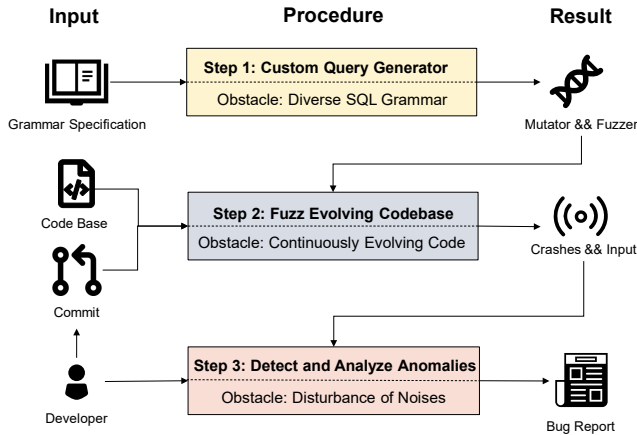 Input
Procedure
Result
Step 1: Custom Query Generator
Obstacle: Diverse SQL Grammar
Grammar Specification
Mutator && Fuzzer
Code Base
Step 2: Fuzz Evolving Codebase
Obstacle: Continuously Evolving Code
Crashes && Input
Commit
Step 3: Detect and Analyze Anomalies
Obstacle: Disturbance of Noises
Developer
Bug Report